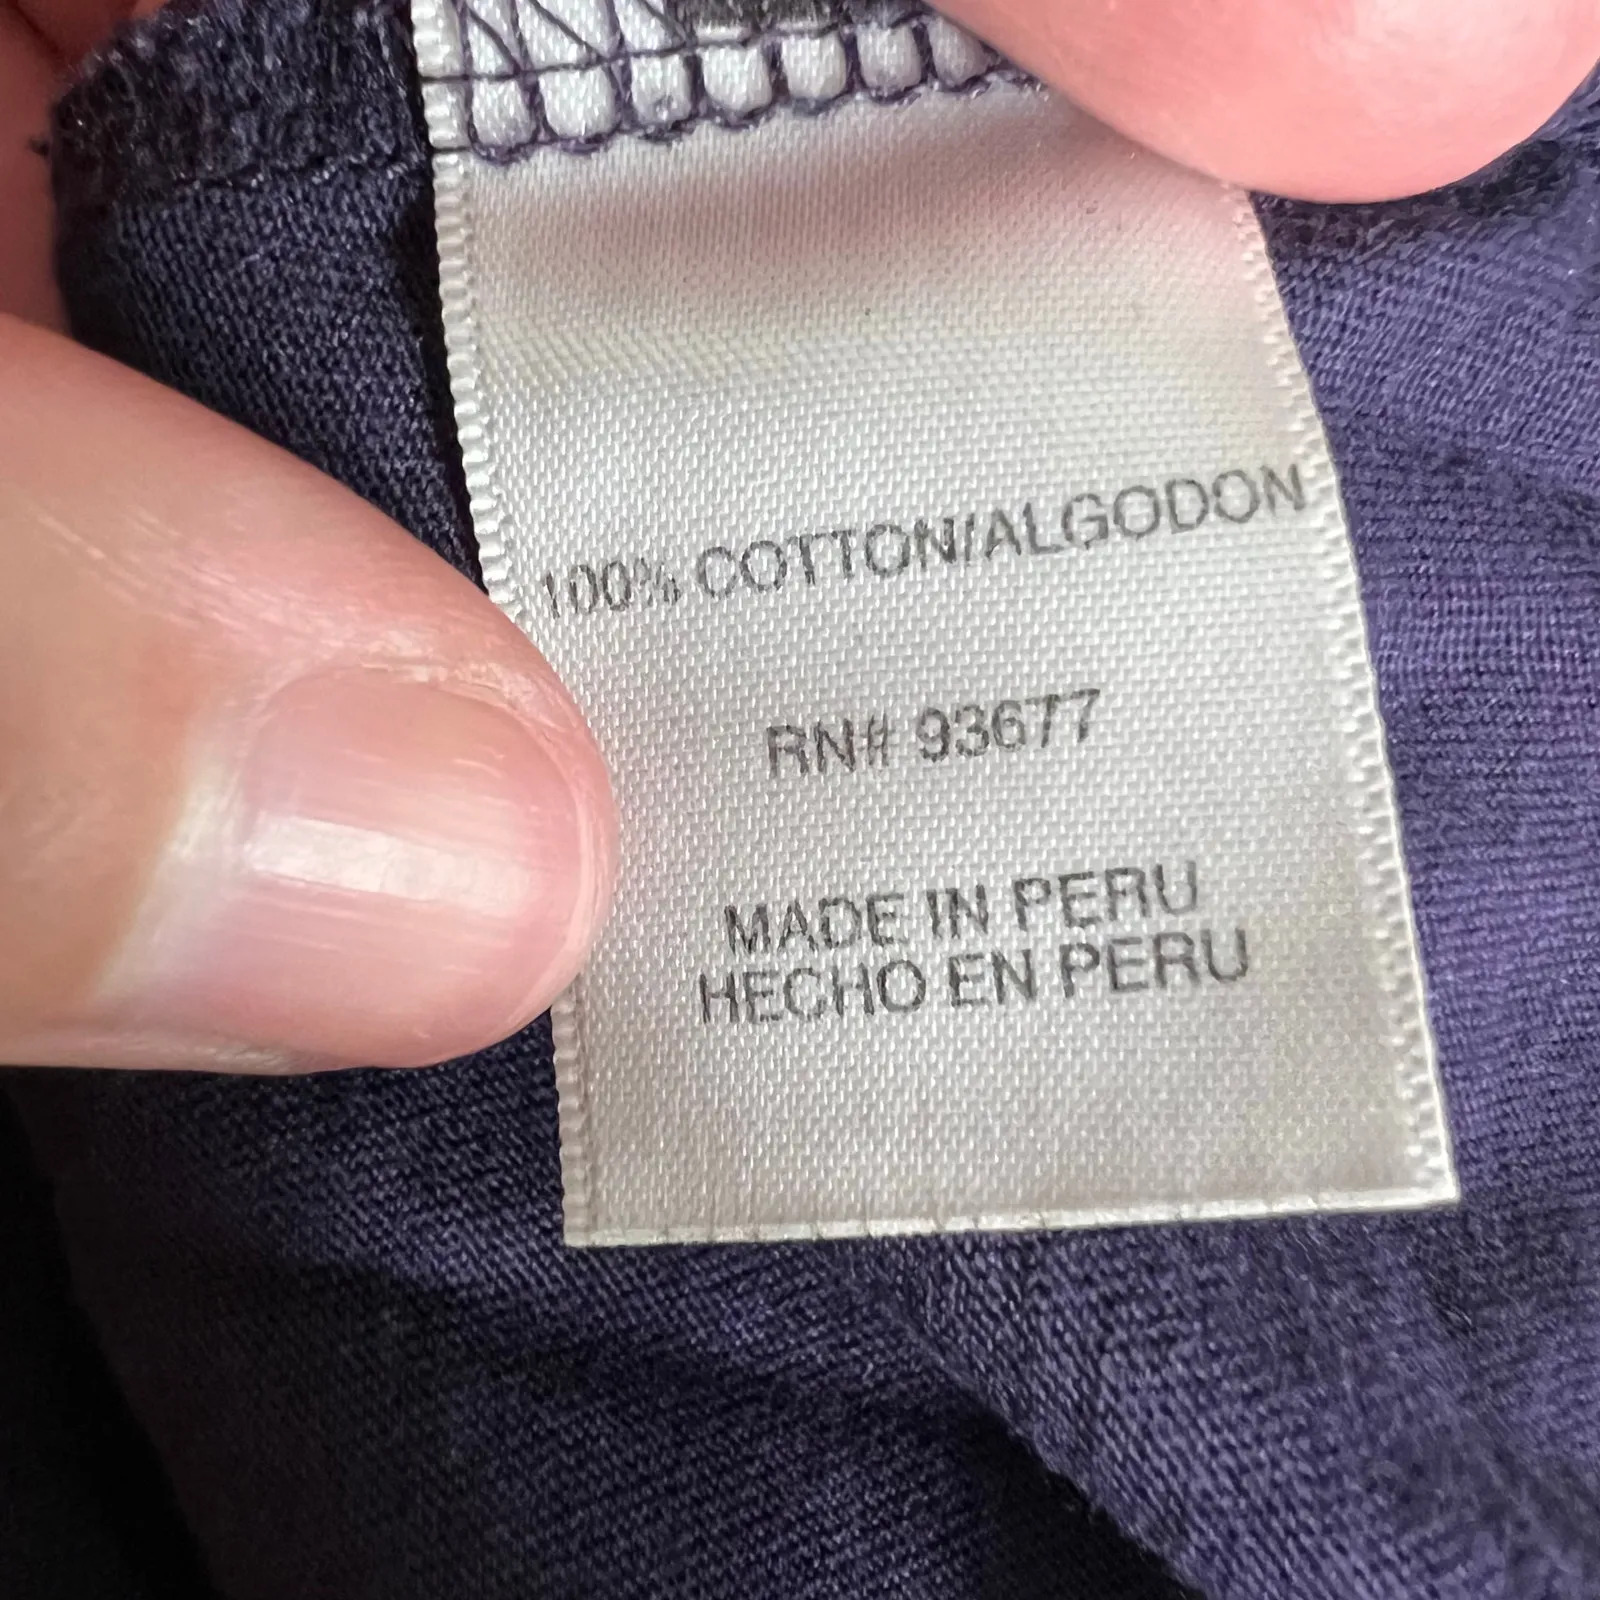 100% COTTON/ALGODON
RN# 93677
MADE IN PERU
HECHO EN PERU